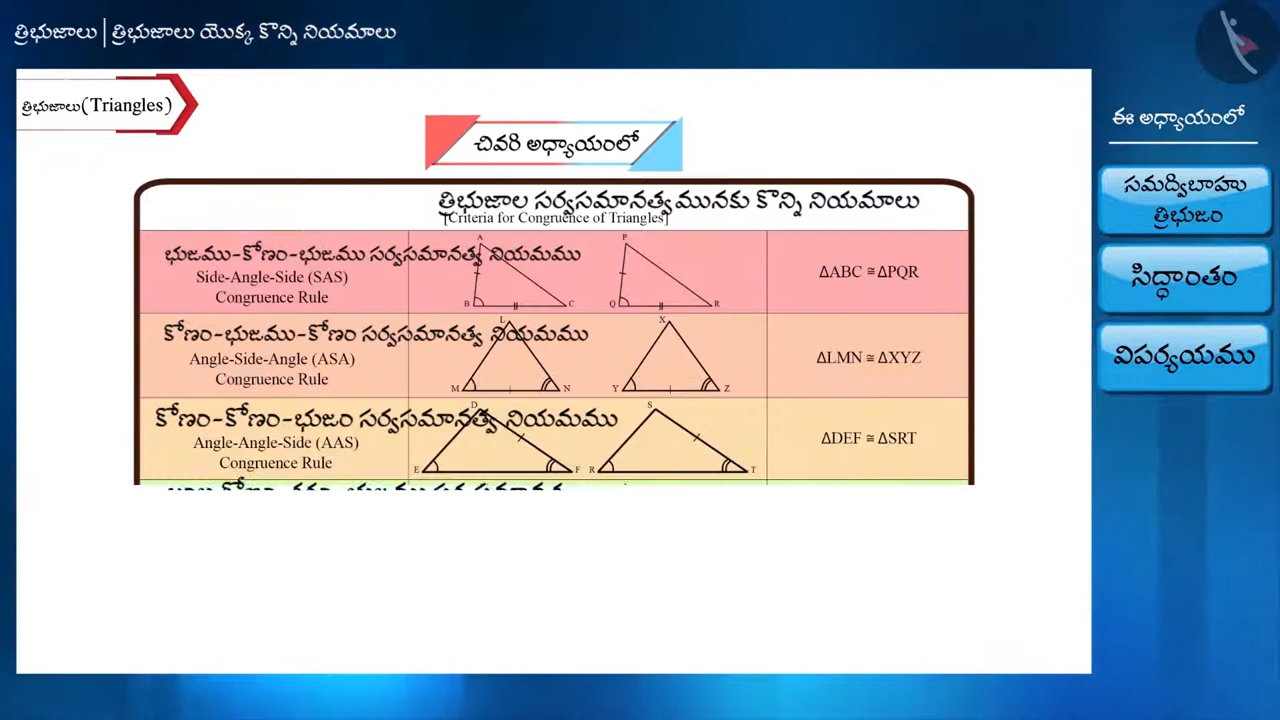 త్రిభుజాలు|త్రిభుజాలు యొక్క కొన్ని నియమాలు
త్రిభుజాలు(Triangles)
చివరి అధ్యాయంలో
త్రిభుజాల సర్వసమానత్వమునకు కొన్ని నియమాలు
[Criteria for Congruence of Triangles]
భుజము-కోణం-భుజము సర్వసమానత్వ నియమము
Side-Angle-Side (SAS)
Congruence Rule
A
B
C
P
Q
R
ΔABC ≅ ΔPQR
కోణం-భుజము-కోణం సర్వసమానత్వ నియమము
Angle-Side-Angle (ASA)
Congruence Rule
L
M
N
X
Y
Z
ΔLMN ≅ ΔXYZ
కోణం-కోణం-భుజం సర్వసమానత్వ నియమము
Angle-Angle-Side (AAS)
Congruence Rule
D
E
F
S
R
T
ΔDEF ≅ ΔSRT
ఈ అధ్యాయంలో
సమద్విబాహు
త్రిభుజం
సిద్ధాంతం
విపర్యయము